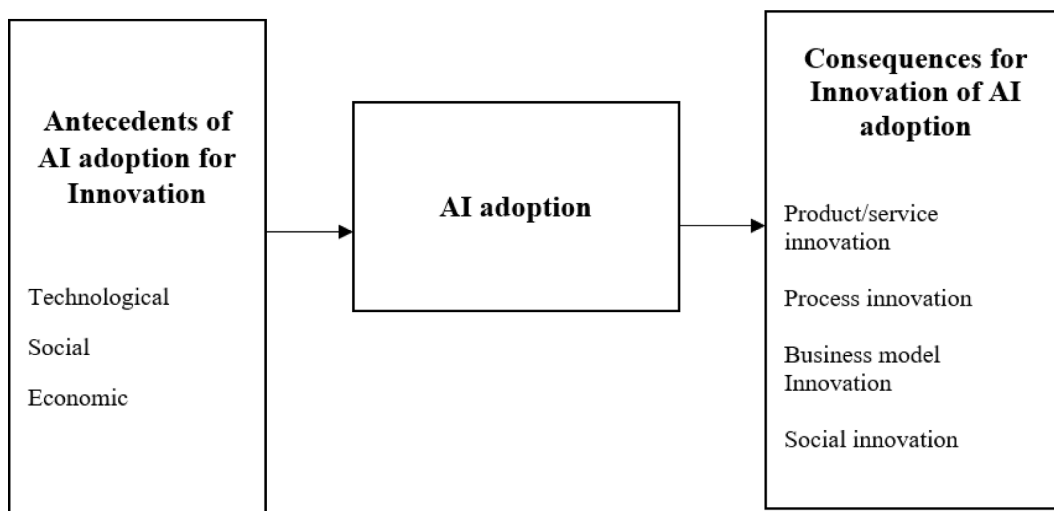 Antecedents of
AI adoption for
Innovation
Technological
Social
Economic
AI adoption
Consequences for
Innovation of AI
adoption
Product/service
innovation
Process innovation
Business model
Innovation
Social innovation